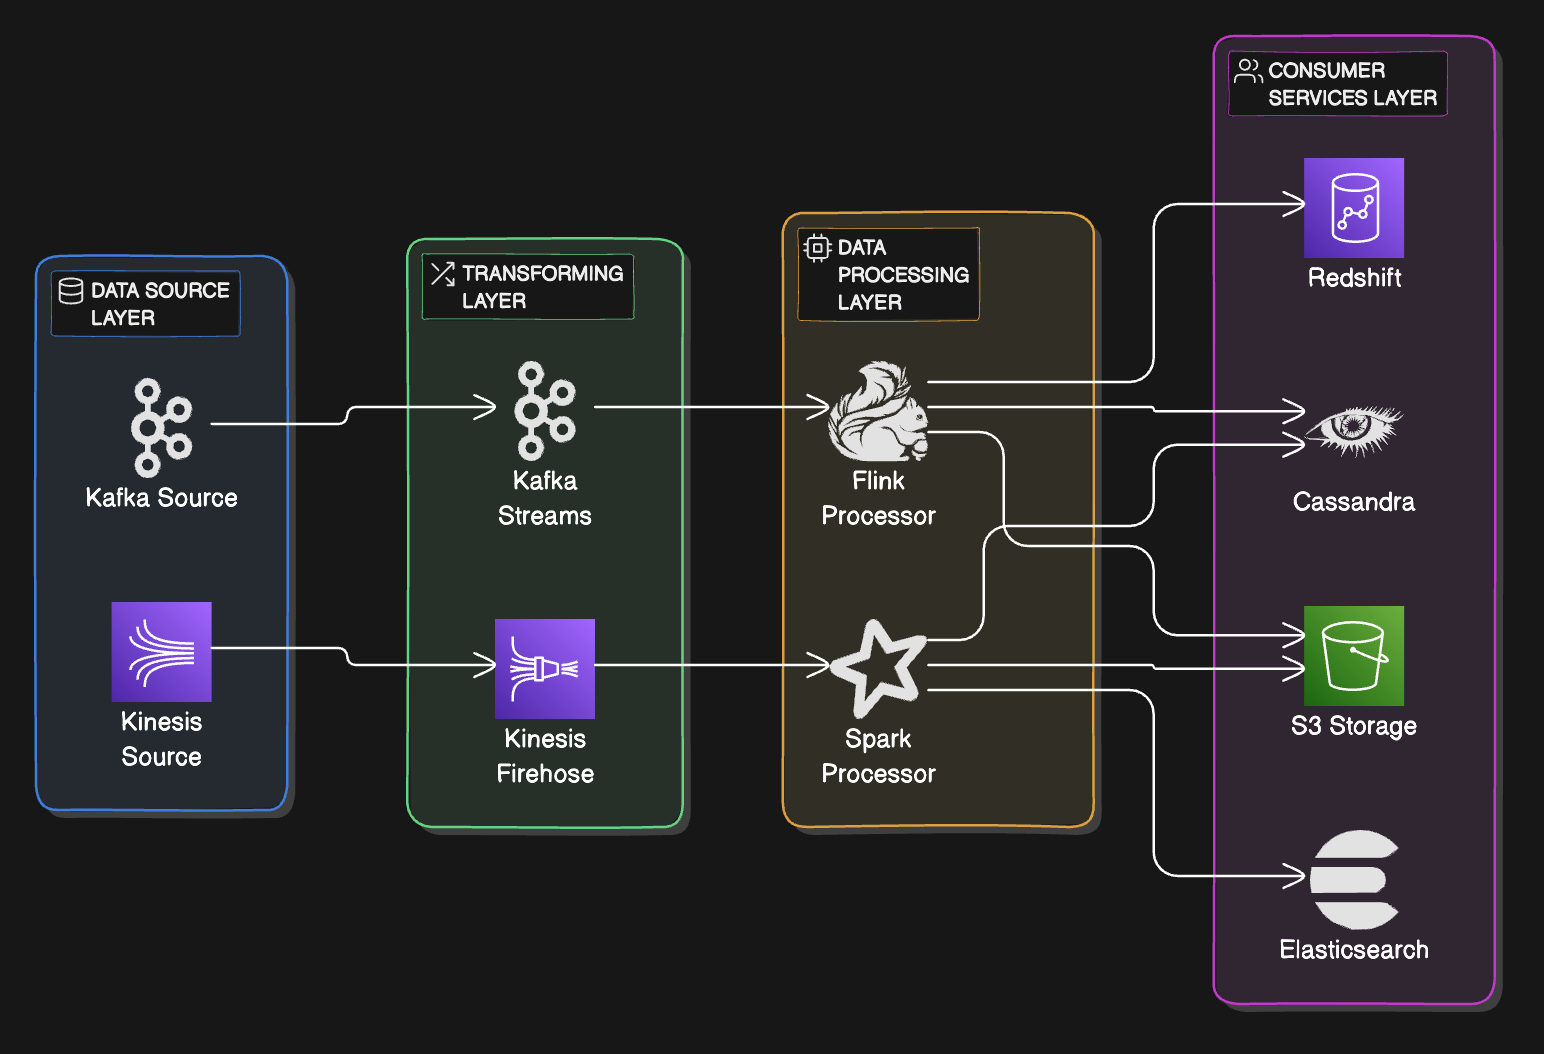 DATA SOURCE
LAYER
Kafka Source
Kinesis
Source
TRANSFORMING
LAYER
Kafka
Streams
Kinesis
Firehose
DATA
PROCESSING
LAYER
Flink
Processor
Spark
Processor
CONSUMER
SERVICES LAYER
Redshift
Cassandra
S3 Storage
Elasticsearch